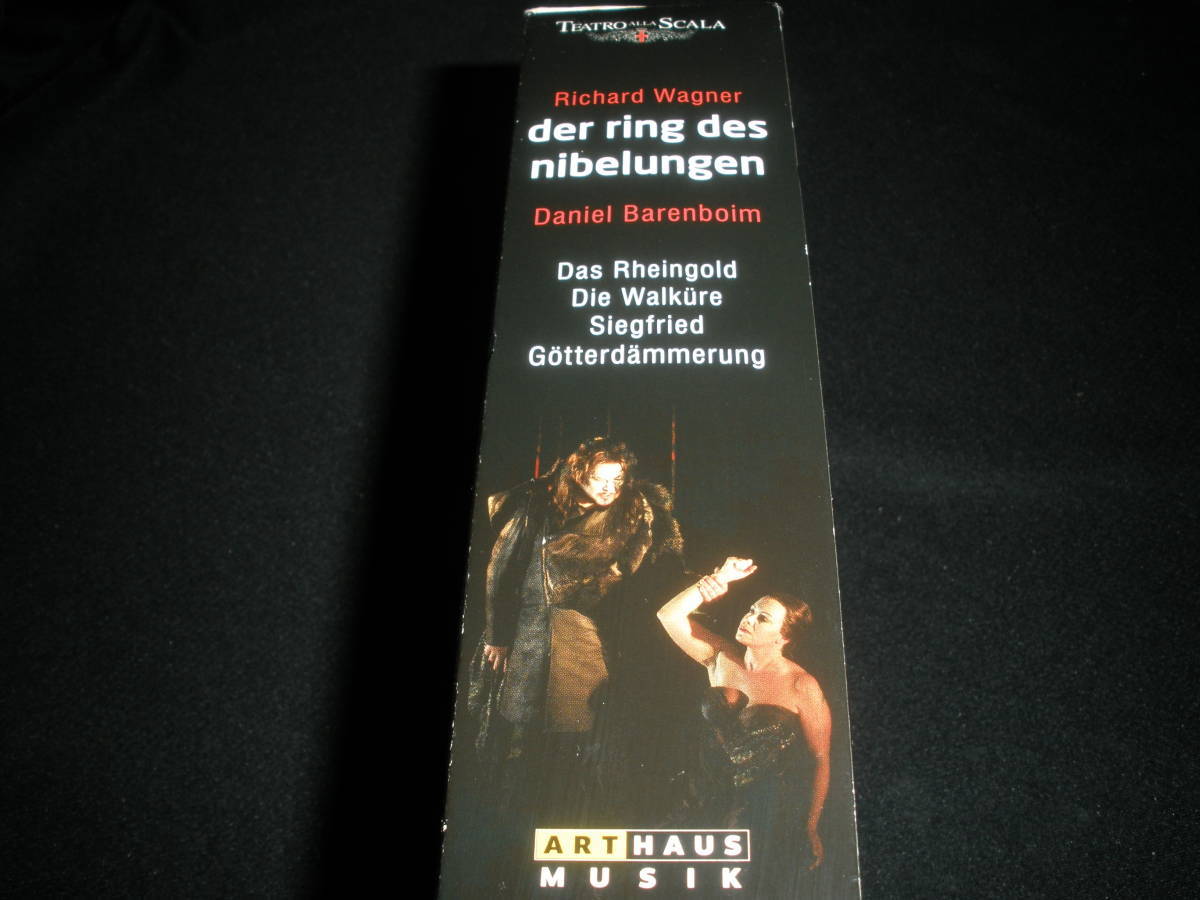 TEATRO ALLA SCALA
Richard Wagner
der ring des
nibelungen
Daniel Barenboim
Das Rheingold
Die Walküre
Siegfried
Götterdämmerung
ARTHAUS
MUSIK